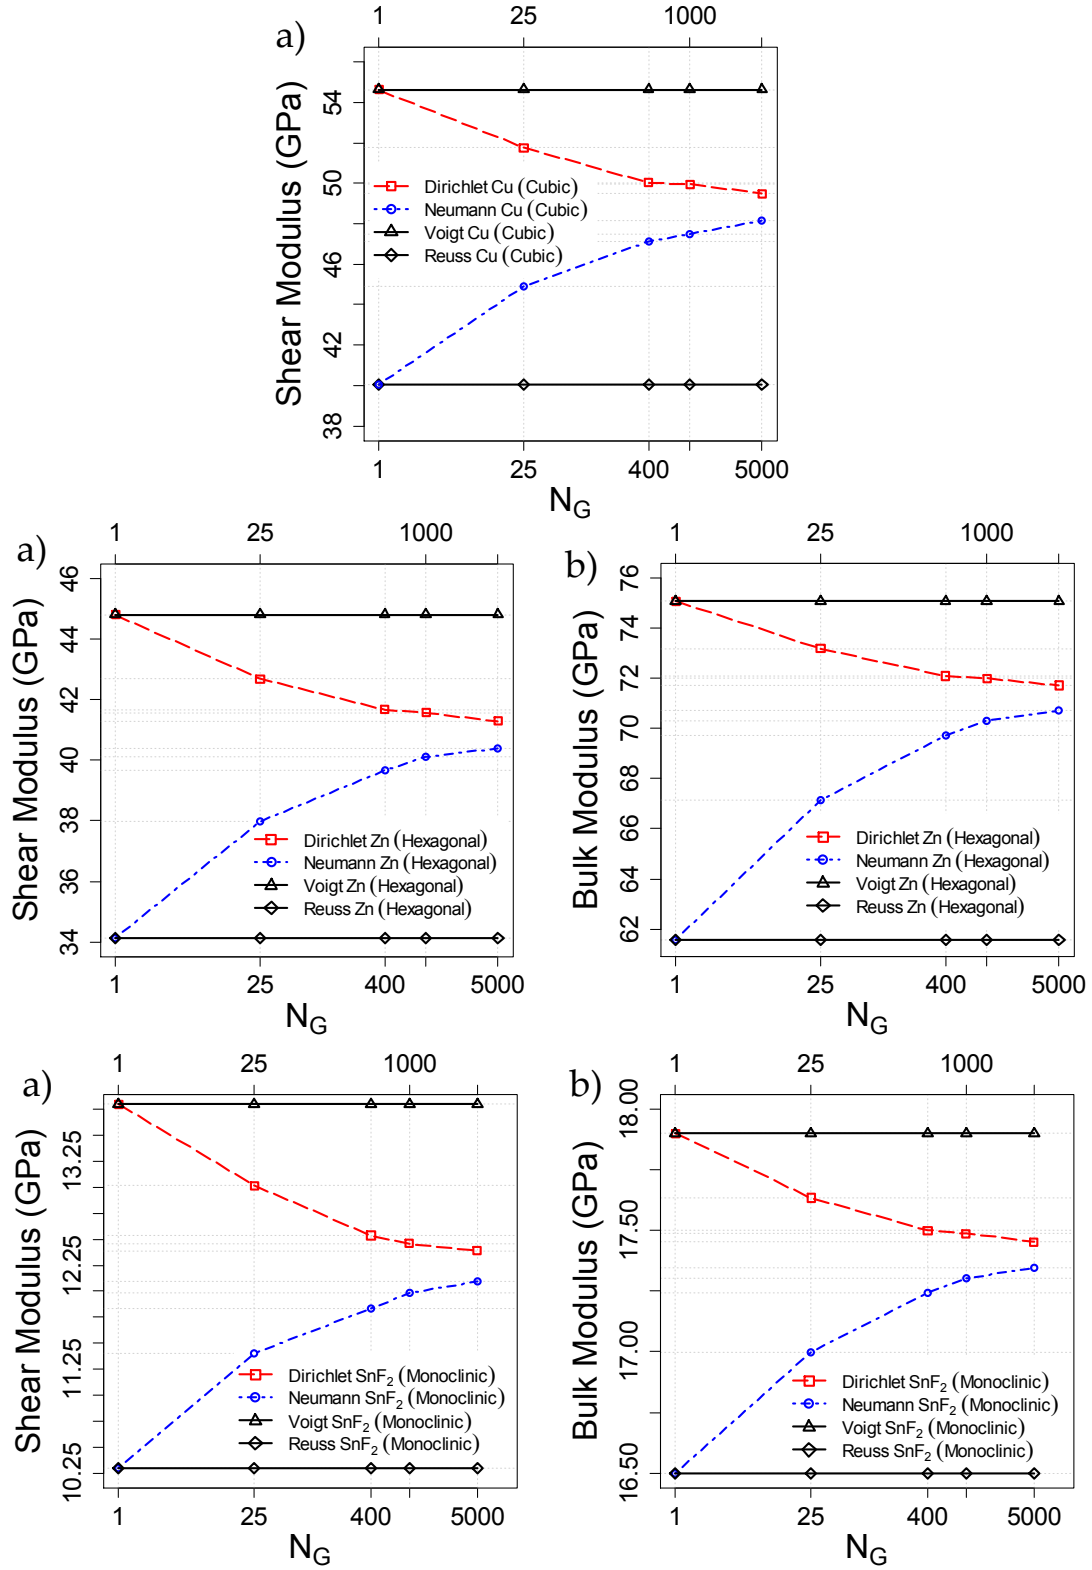 a)
1 25 1000
Shear Modulus (GPa)
54
50
46
42
38
Dirichlet Cu (Cubic)
Neumann Cu (Cubic)
Voigt Cu (Cubic)
Reuss Cu (Cubic)
1 25 400 5000
N_G
a)
1 25 1000
Shear Modulus (GPa)
46
44
42
40
38
36
34
Dirichlet Zn (Hexagonal)
Neumann Zn (Hexagonal)
Voigt Zn (Hexagonal)
Reuss Zn (Hexagonal)
1 25 400 5000
N_G
b)
1 25 1000
Bulk Modulus (GPa)
76
74
72
70
68
66
64
62
Dirichlet Zn (Hexagonal)
Neumann Zn (Hexagonal)
Voigt Zn (Hexagonal)
Reuss Zn (Hexagonal)
1 25 400 5000
N_G
a)
1 25 1000
Shear Modulus (GPa)
13.25
12.25
11.25
10.25
Dirichlet SnF₂ (Monoclinic)
Neumann SnF₂ (Monoclinic)
Voigt SnF₂ (Monoclinic)
Reuss SnF₂ (Monoclinic)
1 25 400 5000
N_G
b)
1 25 1000
Bulk Modulus (GPa)
18.00
17.50
17.00
16.50
Dirichlet SnF₂ (Monoclinic)
Neumann SnF₂ (Monoclinic)
Voigt SnF₂ (Monoclinic)
Reuss SnF₂ (Monoclinic)
1 25 400 5000
N_G